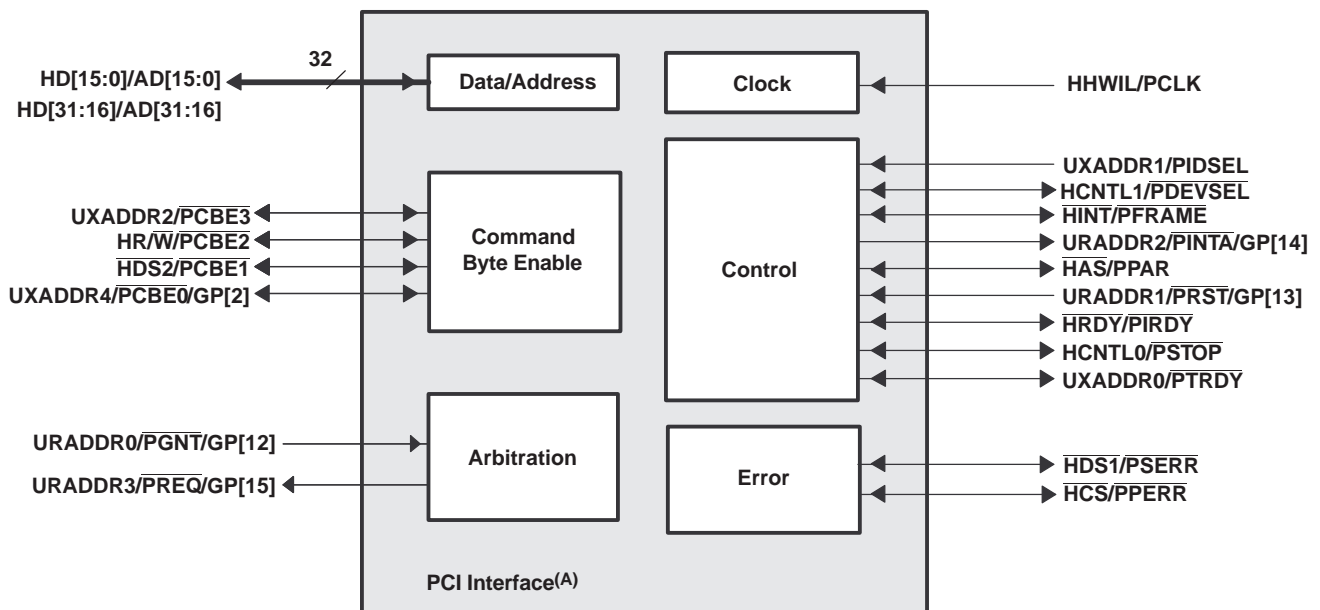 32
HD[15:0]/AD[15:0]
HD[31:16]/AD[31:16]
Data/Address
Clock
HHWIL/PCLK
UXADDR2/PCBE3
HR/W/PCBE2
HDS2/PCBE1
UXADDR4/PCBE0/GP[2]
Command
Byte Enable
Control
UXADDR1/PIDSEL
HCNTL1/PDEVSEL
HINT/PFRAME
URADDR2/PINTA/GP[14]
HAS/PPAR
URADDR1/PRST/GP[13]
HRDY/PIRDY
HCNTL0/PSTOP
UXADDR0/PTRDY
URADDR0/PGNT/GP[12]
URADDR3/PREQ/GP[15]
Arbitration
Error
HDS1/PSERR
HCS/PPERR
PCI Interface(A)